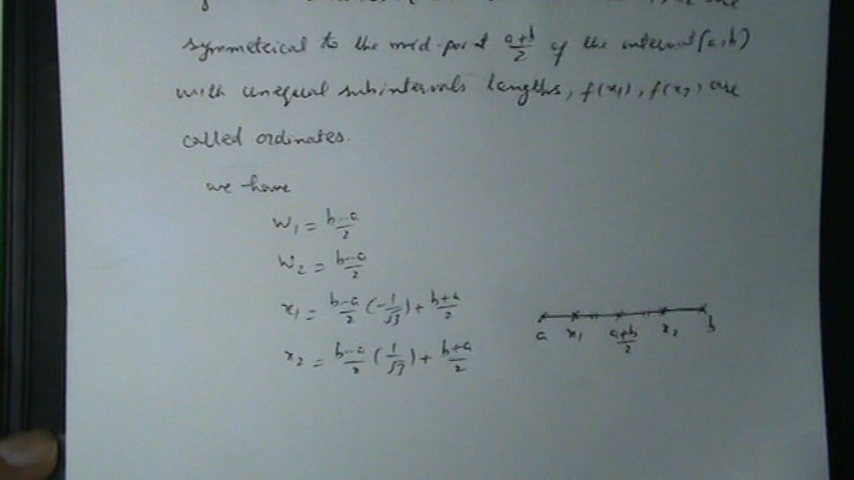 symmetrical to the mid-point a+b/2 of the interval (a,b)
with unequal subintervals lengths, f(x1), f(x2) are
called ordinates.
we have
W1 = b-a/2
W2 = b-a/2
x1 = b-a/2 (-1/√3) + b+a/2
x2 = b-a/2 (1/√3) + b+a/2
a x1 a+b/2 x2 b